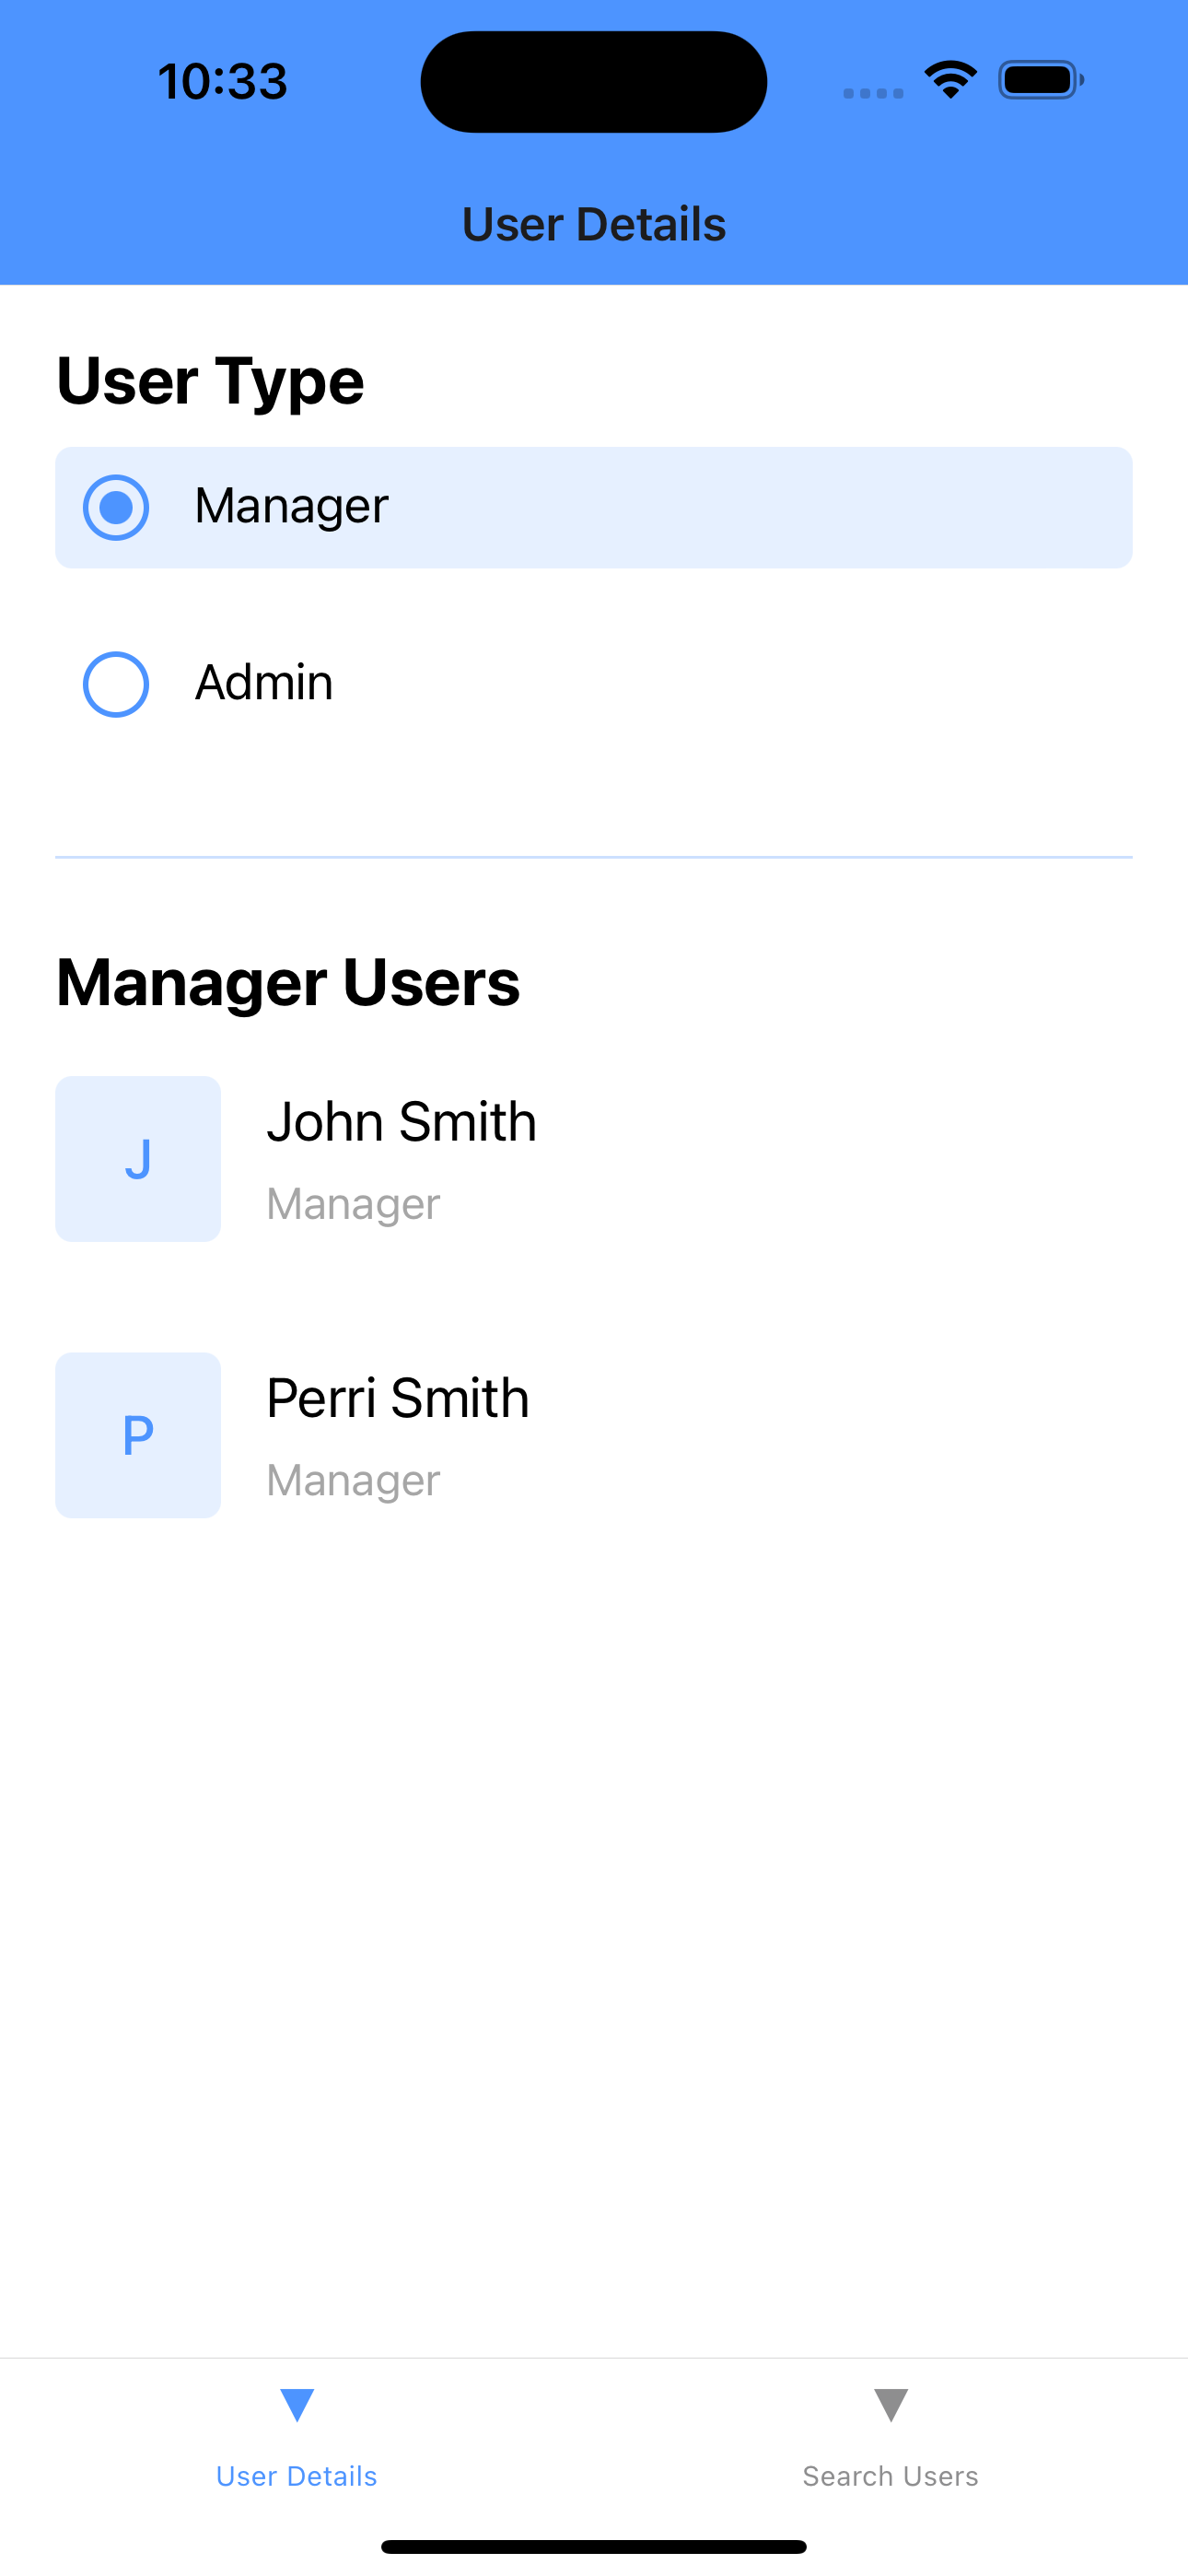 10:33
User Details
User Type
Manager
Admin
Manager Users
J
John Smith
Manager
P
Perri Smith
Manager
User Details
Search Users